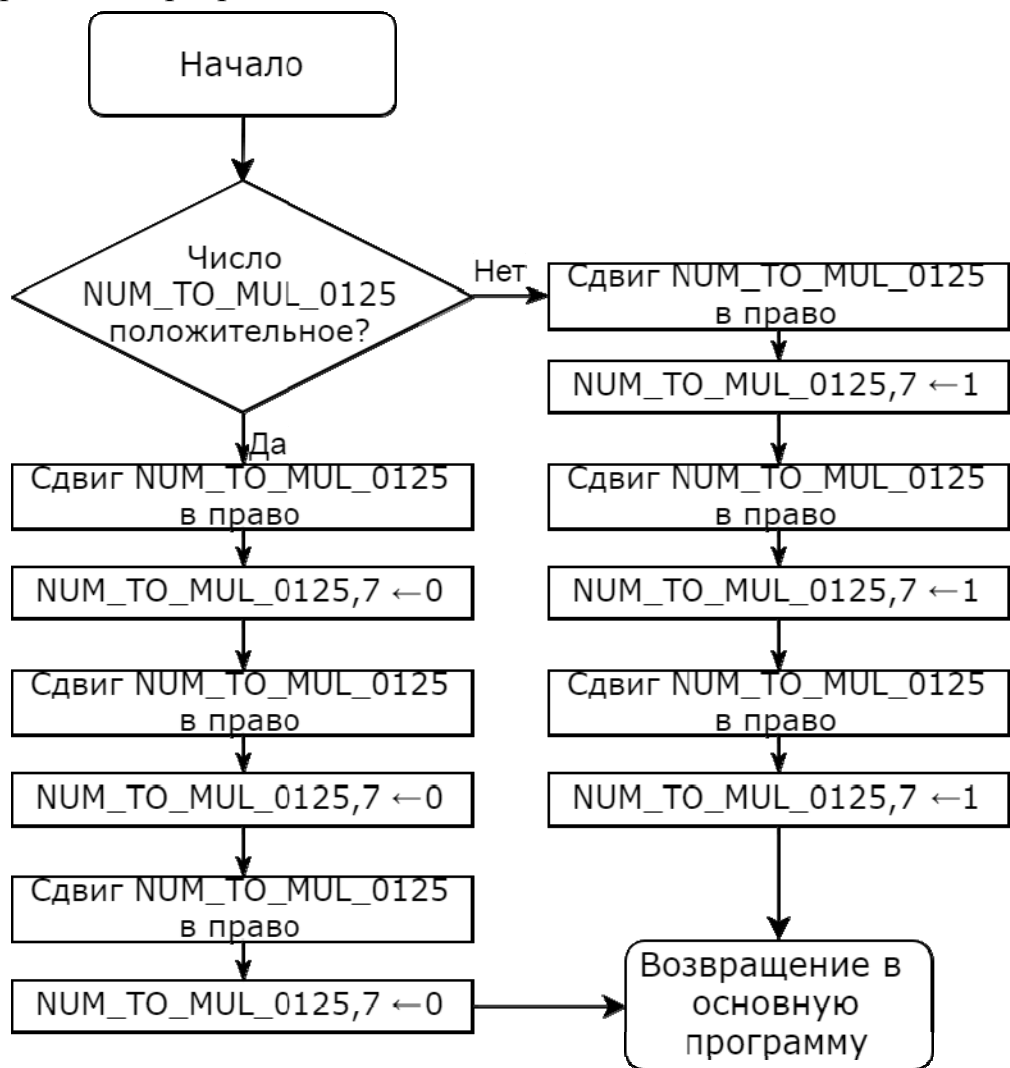 Начало
Число
NUM_TO_MUL_0125
положительное?
Нет
Да
Сдвиг NUM_TO_MUL_0125
в право
NUM_TO_MUL_0125,7 ←0
Сдвиг NUM_TO_MUL_0125
в право
NUM_TO_MUL_0125,7 ←0
Сдвиг NUM_TO_MUL_0125
в право
NUM_TO_MUL_0125,7 ←0
Сдвиг NUM_TO_MUL_0125
в право
NUM_TO_MUL_0125,7 ←1
Сдвиг NUM_TO_MUL_0125
в право
NUM_TO_MUL_0125,7 ←1
Сдвиг NUM_TO_MUL_0125
в право
NUM_TO_MUL_0125,7 ←1
Возвращение в
основную
программу